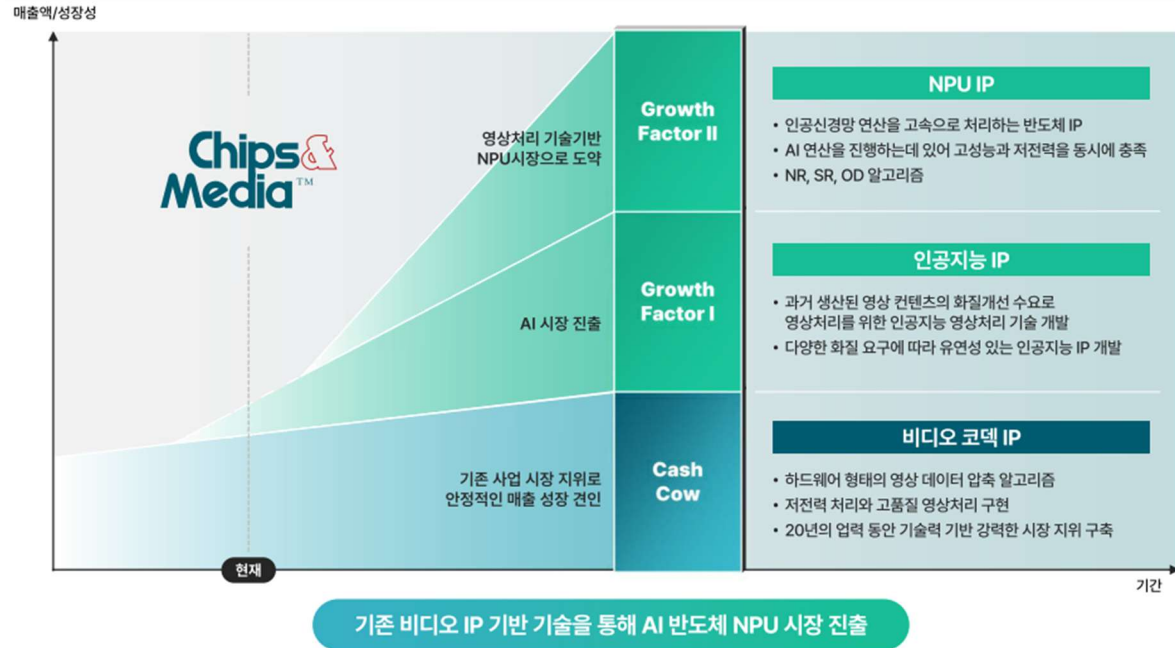 매출액/성장성
Chips&
Media™
영상처리 기술기반
NPU시장으로 도약
AI 시장 진출
기존 사업 시장 지위로
안정적인 매출 성장 견인
Growth
Factor II
Growth
Factor I
Cash
Cow
NPU IP
• 인공신경망 연산을 고속으로 처리하는 반도체 IP
• AI 연산을 진행하는데 있어 고성능과 저전력을 동시에 충족
• NR, SR, OD 알고리즘
인공지능 IP
• 과거 생산된 영상 컨텐츠의 화질개선 수요로
영상처리를 위한 인공지능 영상처리 기술 개발
• 다양한 화질 요구에 따라 유연성 있는 인공지능 IP 개발
비디오 코덱 IP
• 하드웨어 형태의 영상 데이터 압축 알고리즘
• 저전력 처리와 고품질 영상처리 구현
• 20년의 업력 동안 기술력 기반 강력한 시장 지위 구축
현재
기간
기존 비디오 IP 기반 기술을 통해 AI 반도체 NPU 시장 진출